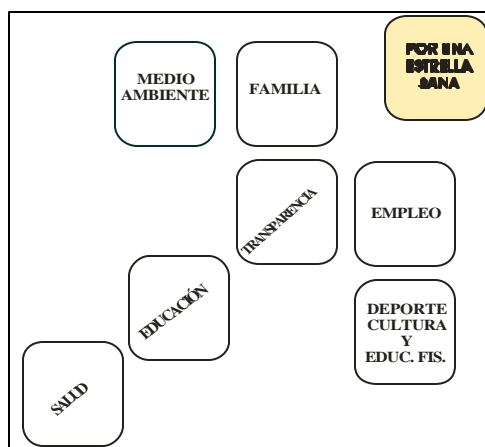 POR UNA
ESTRELLA
SANA
MEDIO
AMBIENTE
FAMILIA
TRANSPARENCIA
EMPLEO
EDUCACIÓN
DEPORTE
CULTURA
Y
EDUC. FIS.
SALUD